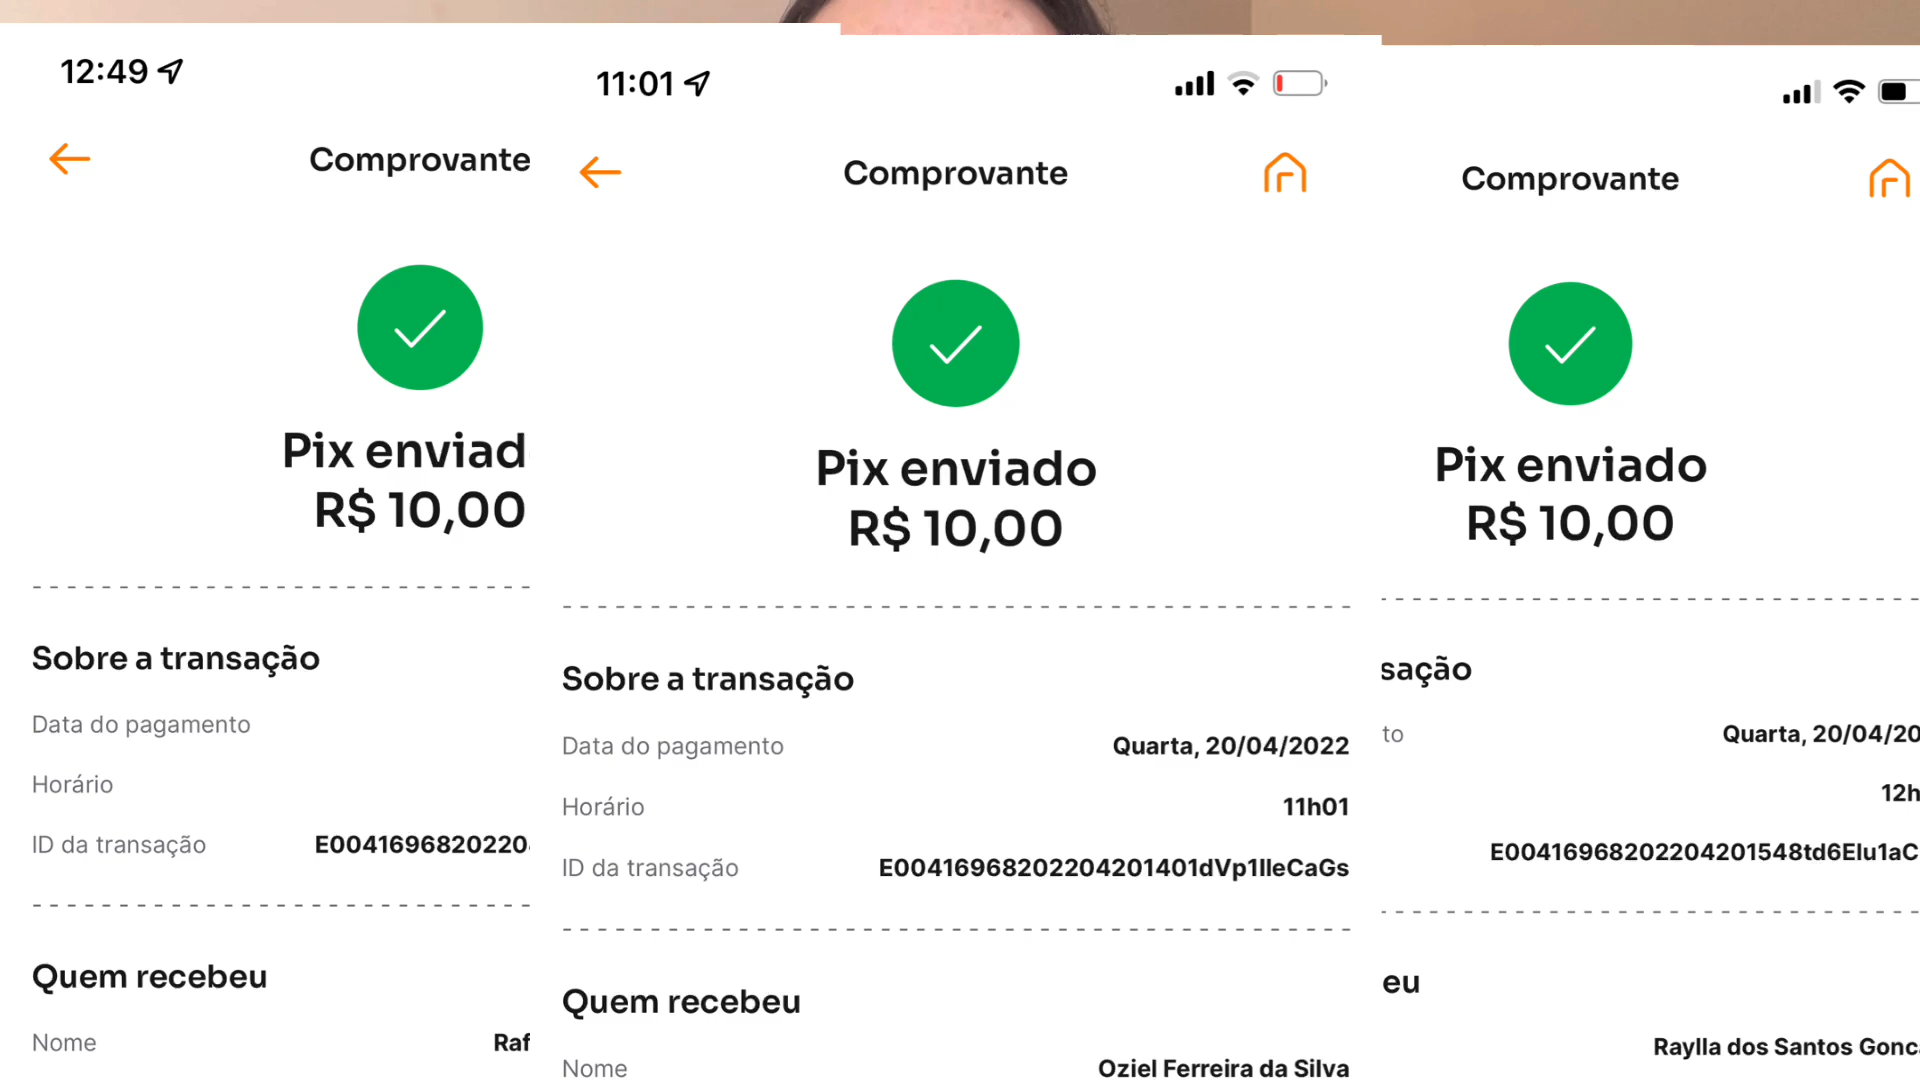 12:49
Comprovante
Pix enviad
R$ 10,00
Sobre a transação
Data do pagamento
Horário
ID da transação E0041696820220
Quem recebeu
Nome Raf
11:01
Comprovante
Pix enviado
R$ 10,00
Sobre a transação
Data do pagamento Quarta, 20/04/2022
Horário 11h01
ID da transação E00416968202204201401dVp1IleCaGs
Quem recebeu
Nome Oziel Ferreira da Silva
Comprovante
Pix enviado
R$ 10,00
sação
to Quarta, 20/04/20
12h
E00416968202204201548td6Elu1aC
eu
Raylla dos Santos Gonc